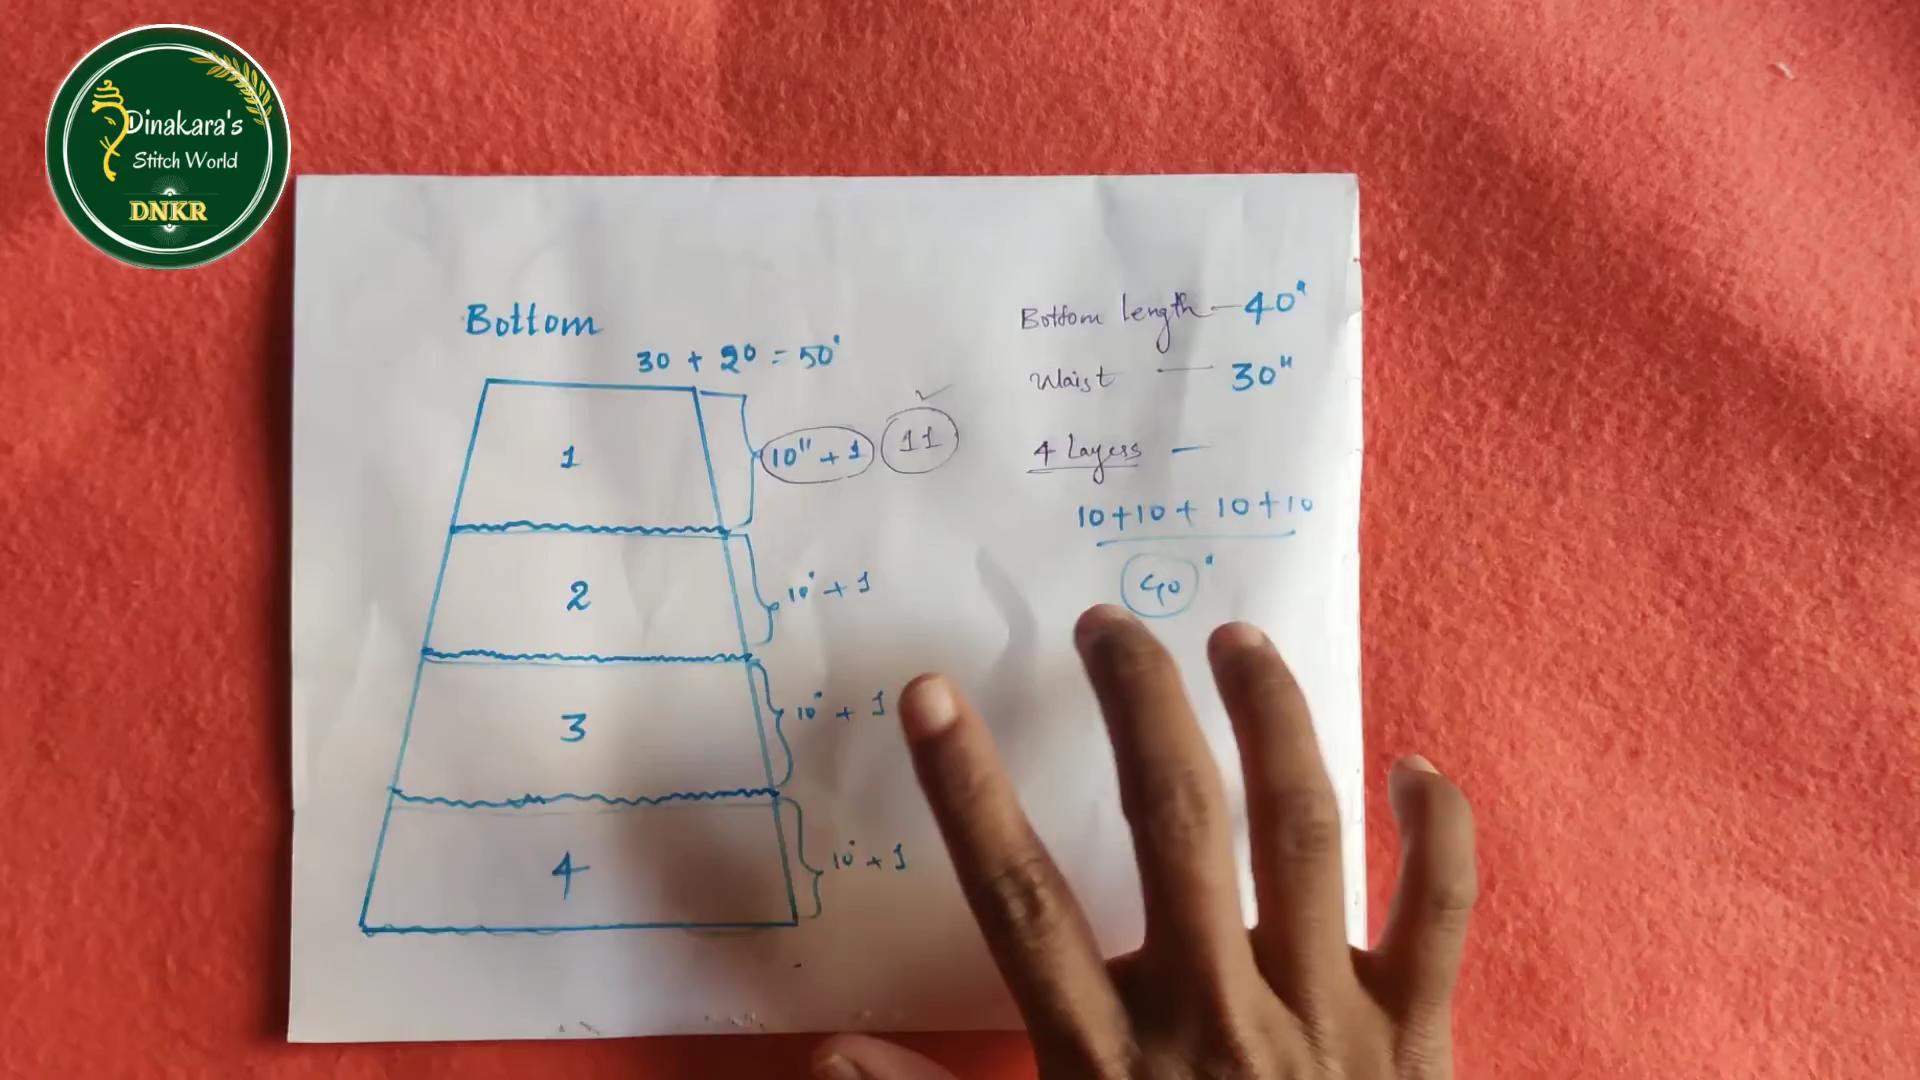 Dinakara's
Stitch World
DNKR
Bottom
30 + 20 = 50"
1
10" + 1
11
2
10" + 1
3
10" + 1
4
10" + 1
Bottom length - 40"
Waist — 30"
4 Layers —
10+10+ 10+10
40"